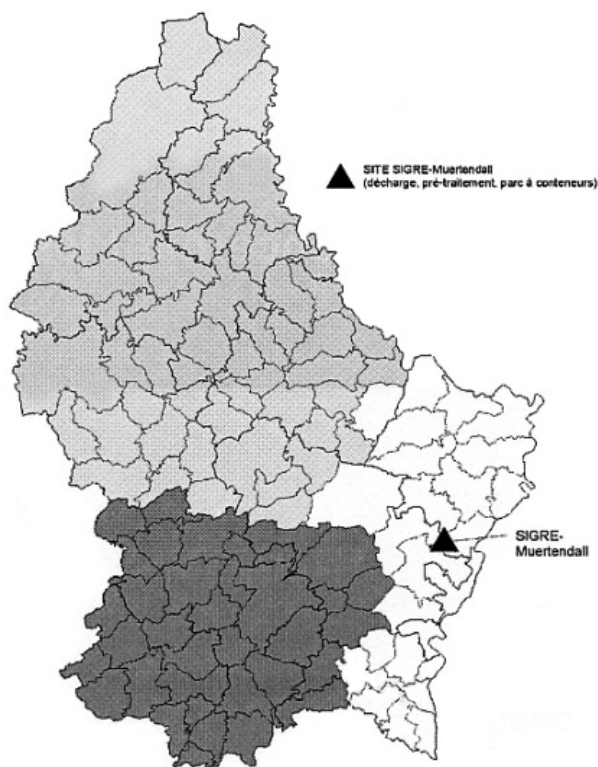 SITE SIGRE-Muertendall
(décharge, pré-traitement, parc à conteneurs)
SIGRE-
Muertendall